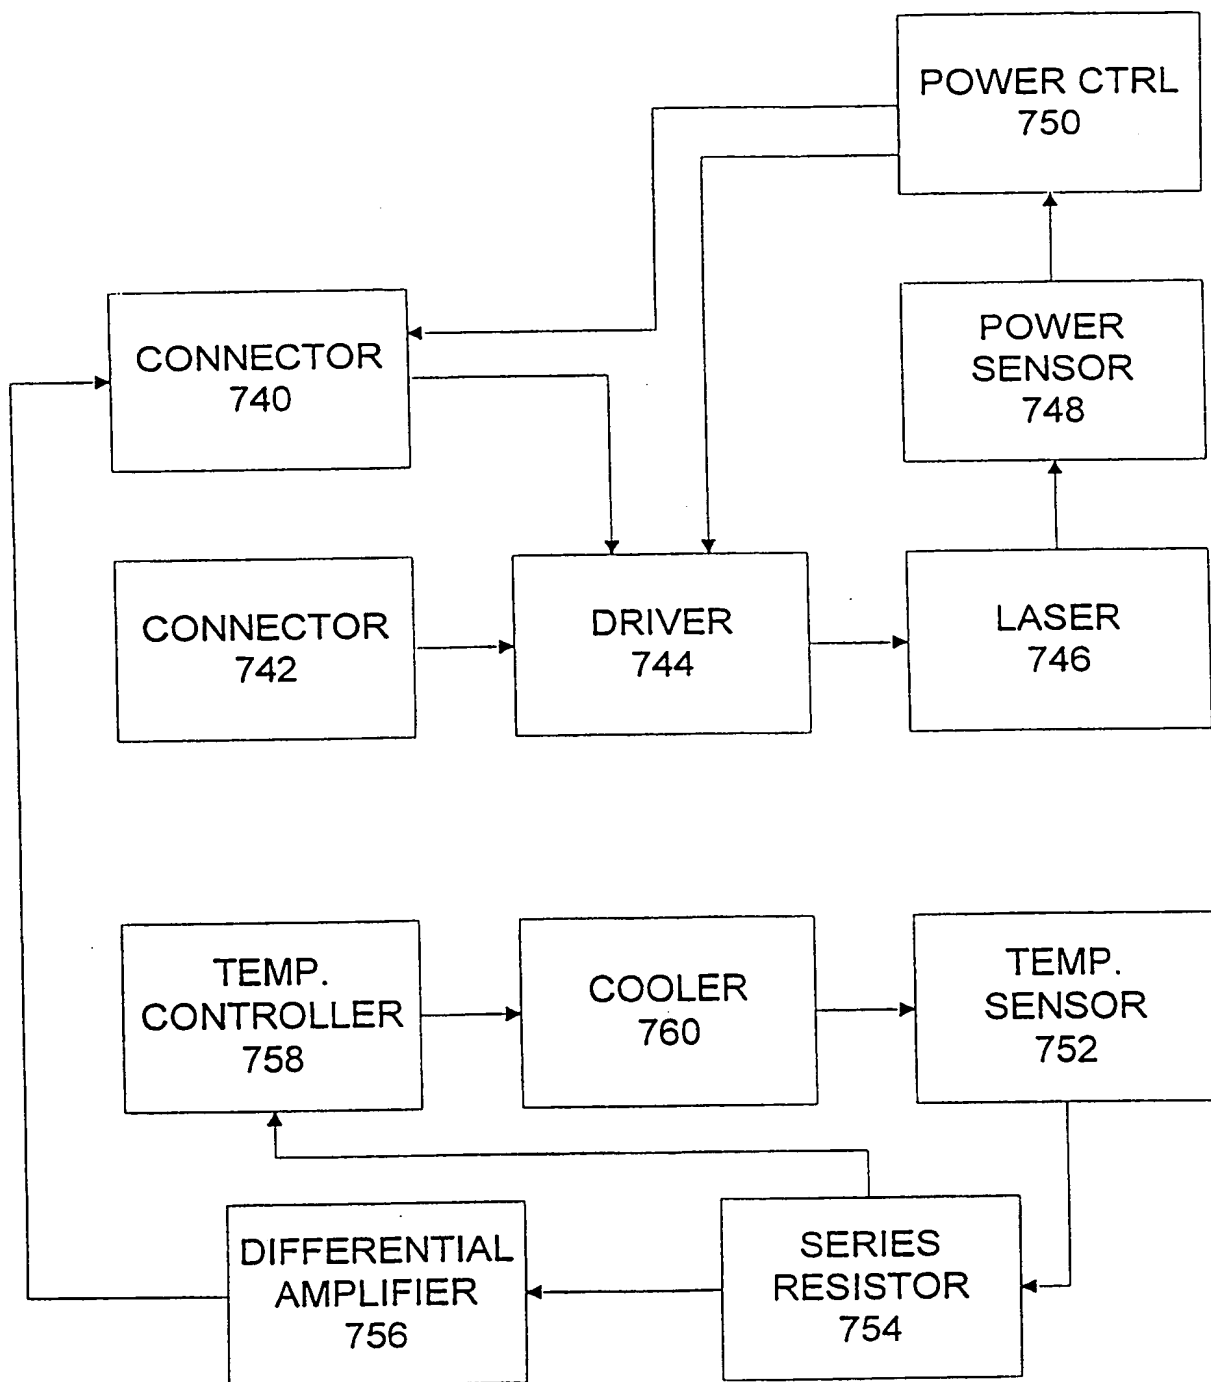 POWER CTRL
750
POWER
SENSOR
748
CONNECTOR
740
CONNECTOR
742
DRIVER
744
LASER
746
TEMP.
CONTROLLER
758
COOLER
760
TEMP.
SENSOR
752
DIFFERENTIAL
AMPLIFIER
756
SERIES
RESISTOR
754